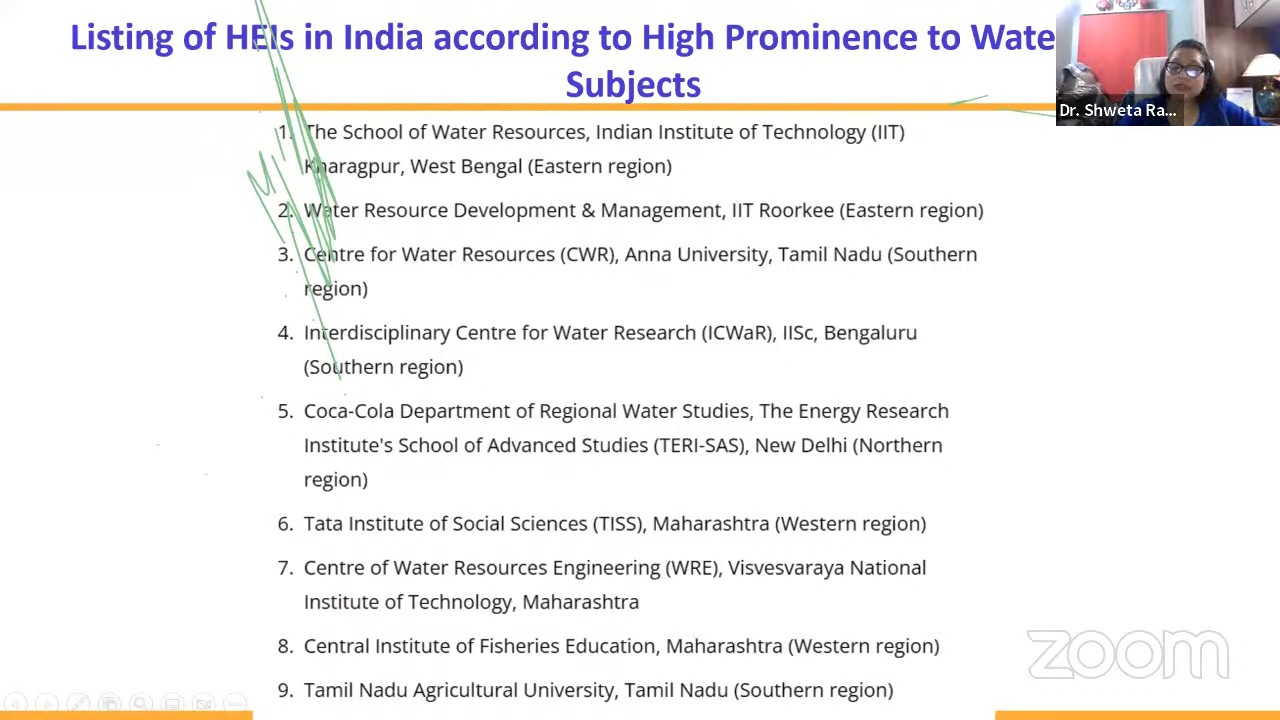 Listing of HEIs in India according to High Prominence to Wate
Subjects
Dr. Shweta Ra...
1. The School of Water Resources, Indian Institute of Technology (IIT)
Kharagpur, West Bengal (Eastern region)
2. Water Resource Development & Management, IIT Roorkee (Eastern region)
3. Centre for Water Resources (CWR), Anna University, Tamil Nadu (Southern
region)
4. Interdisciplinary Centre for Water Research (ICWaR), IISc, Bengaluru
(Southern region)
5. Coca-Cola Department of Regional Water Studies, The Energy Research
Institute's School of Advanced Studies (TERI-SAS), New Delhi (Northern
region)
6. Tata Institute of Social Sciences (TISS), Maharashtra (Western region)
7. Centre of Water Resources Engineering (WRE), Visvesvaraya National
Institute of Technology, Maharashtra
8. Central Institute of Fisheries Education, Maharashtra (Western region)
9. Tamil Nadu Agricultural University, Tamil Nadu (Southern region)
zoom